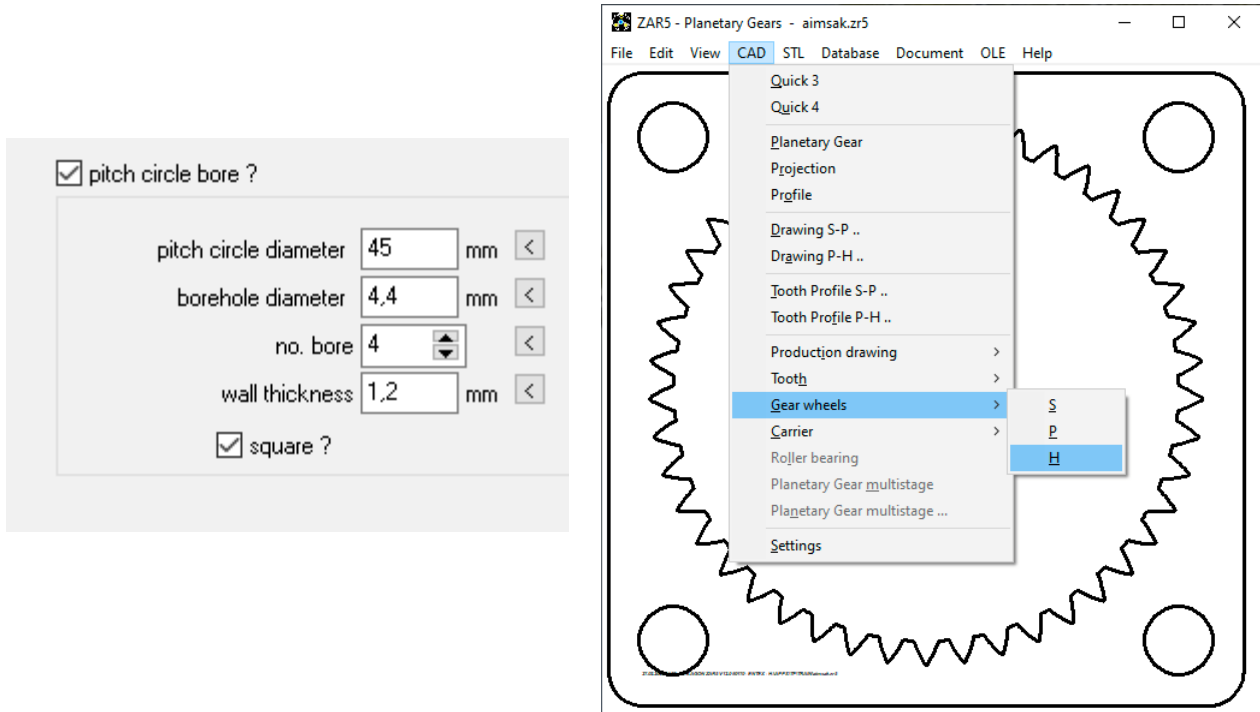 pitch circle bore ?
pitch circle diameter 45 mm <
borehole diameter 4,4 mm <
no. bore 4 <
wall thickness 1,2 mm <
square ?
ZAR5 - Planetary Gears - aimsak.zr5
File Edit View CAD STL Database Document OLE Help
Quick 3
Quick 4
Planetary Gear
Projection
Profile
Drawing S-P ..
Drawing P-H ..
Tooth Profile S-P ..
Tooth Profile P-H ..
Production drawing >
Tooth >
Gear wheels >
S
Carrier >
P
Roller bearing
H
Planetary Gear multistage
Planetary Gear multistage ...
Settings